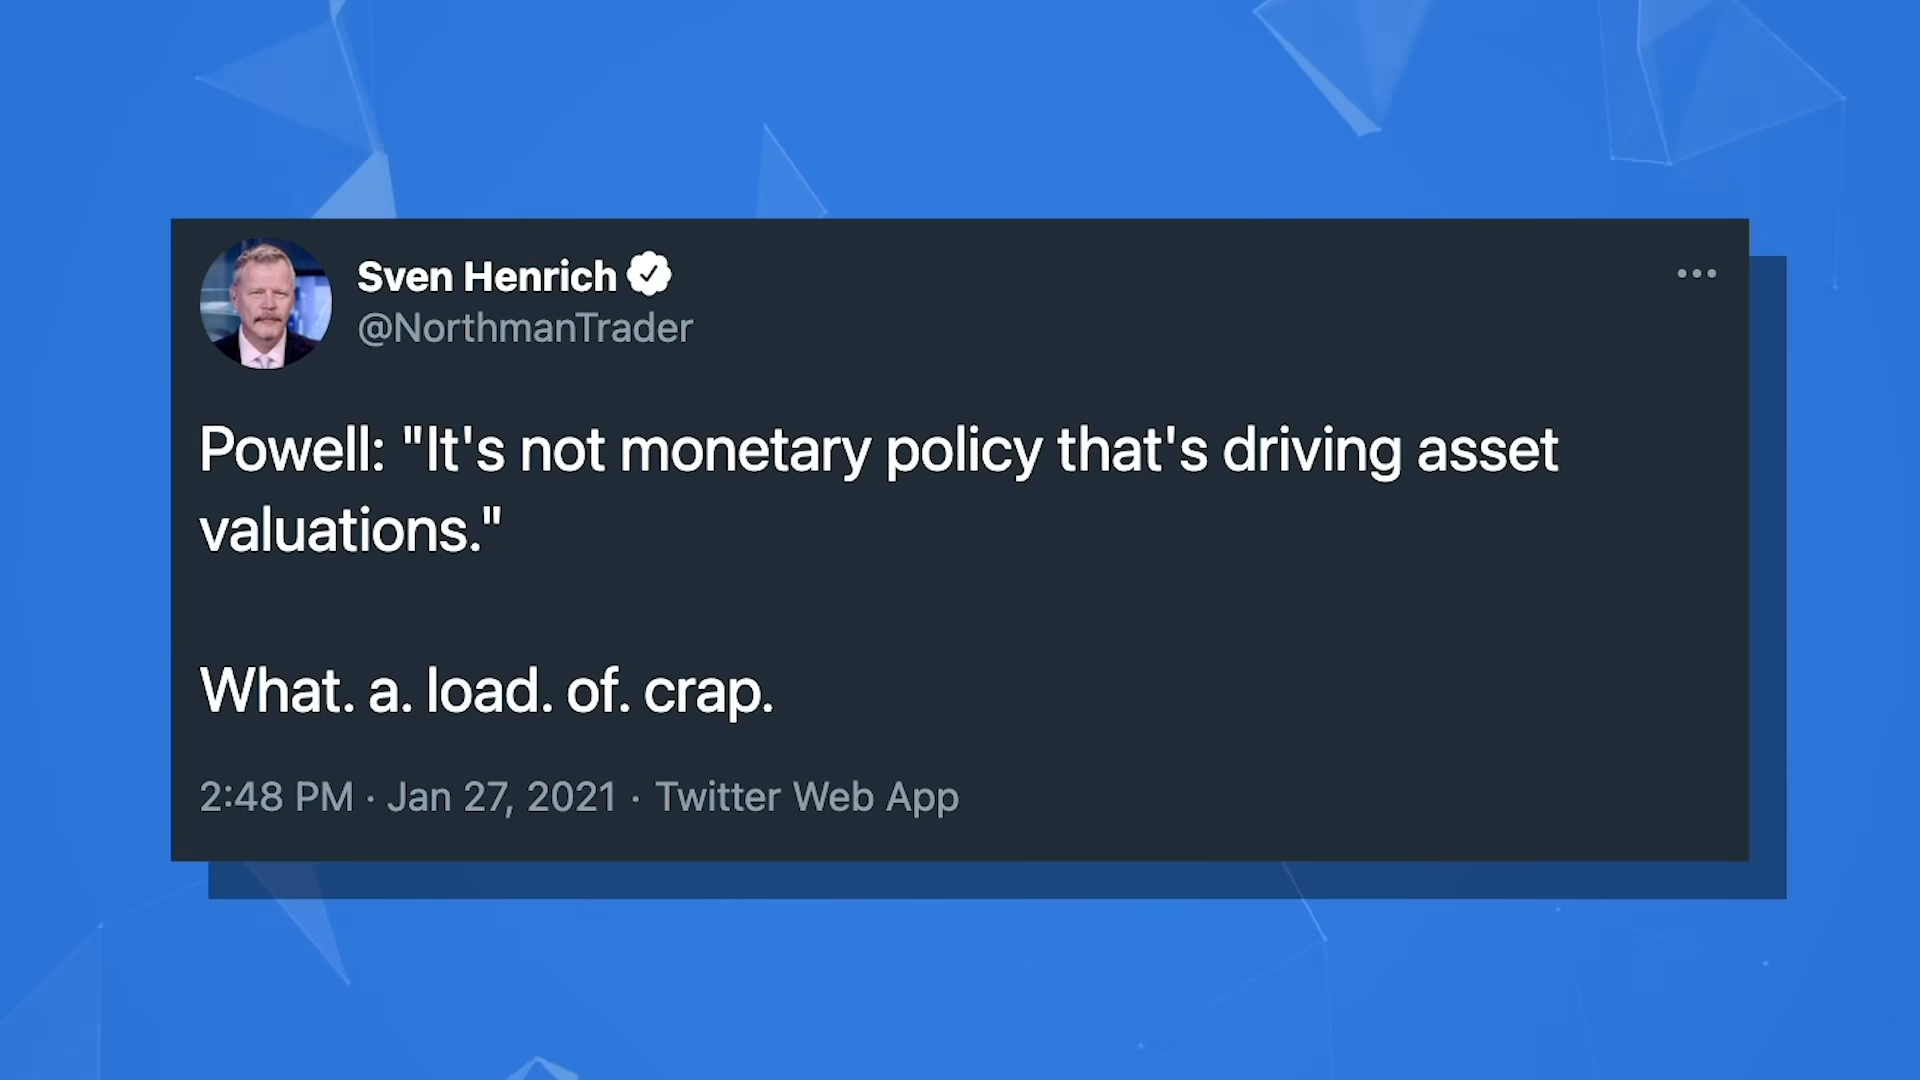 Sven Henrich
@NorthmanTrader
Powell: "It's not monetary policy that's driving asset
valuations."
What. a. load. of. crap.
2:48 PM · Jan 27, 2021 · Twitter Web App